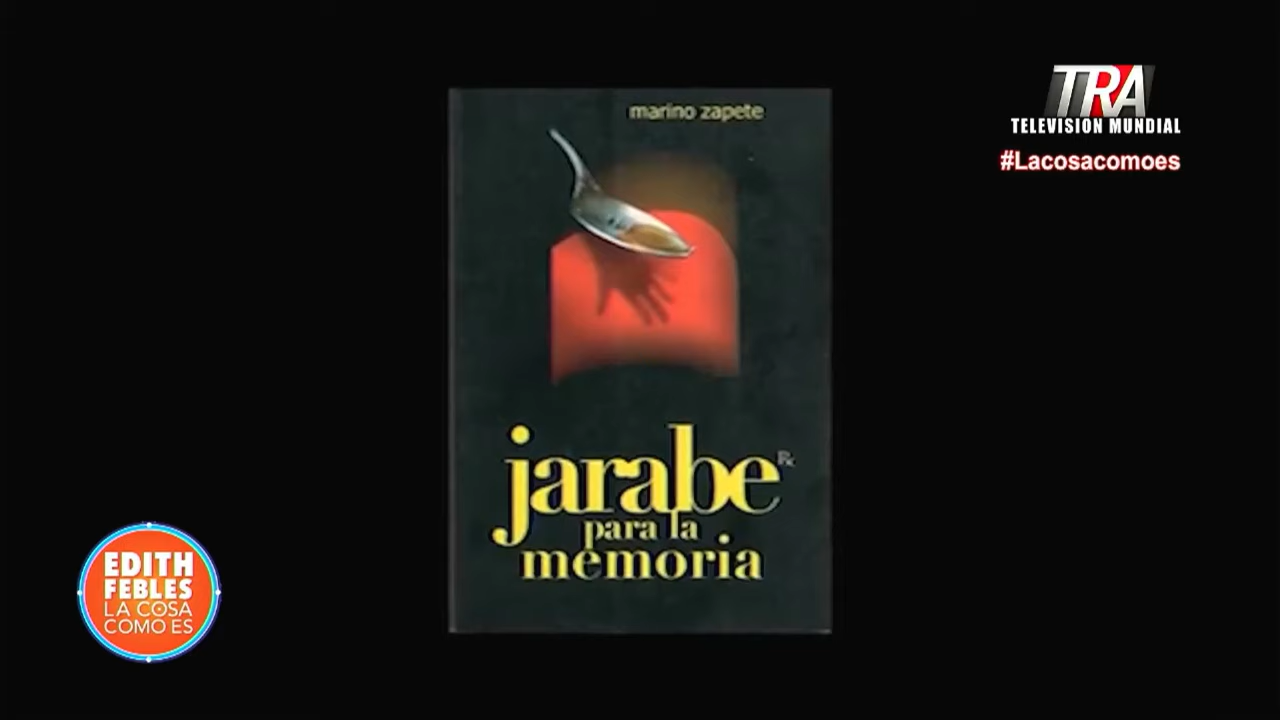 marino zapete
jarabe
para la
memoria
TRA
TELEVISION MUNDIAL
#Lacosacomoes
EDITH
FEBLES
LA COSA
COMO ES